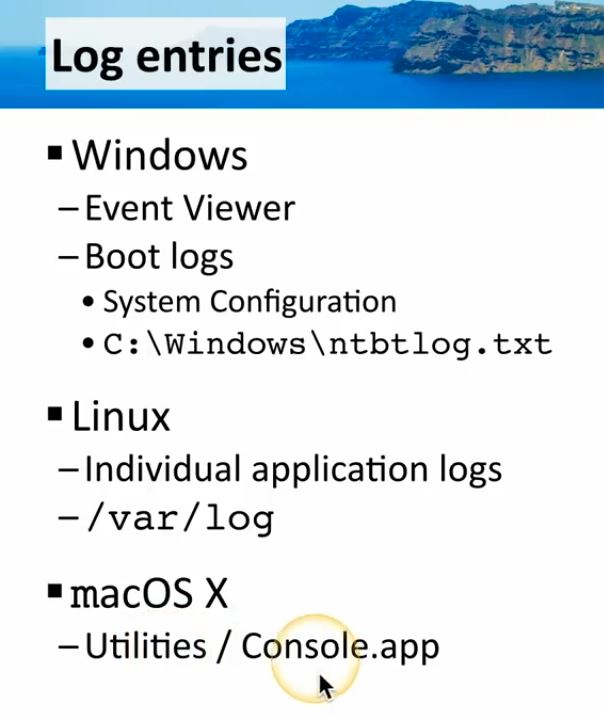 Log entries
▪ Windows
– Event Viewer
– Boot logs
• System Configuration
• C:\Windows\ntbtlog.txt
▪ Linux
– Individual application logs
– /var/log
▪ macOS X
– Utilities / Console.app